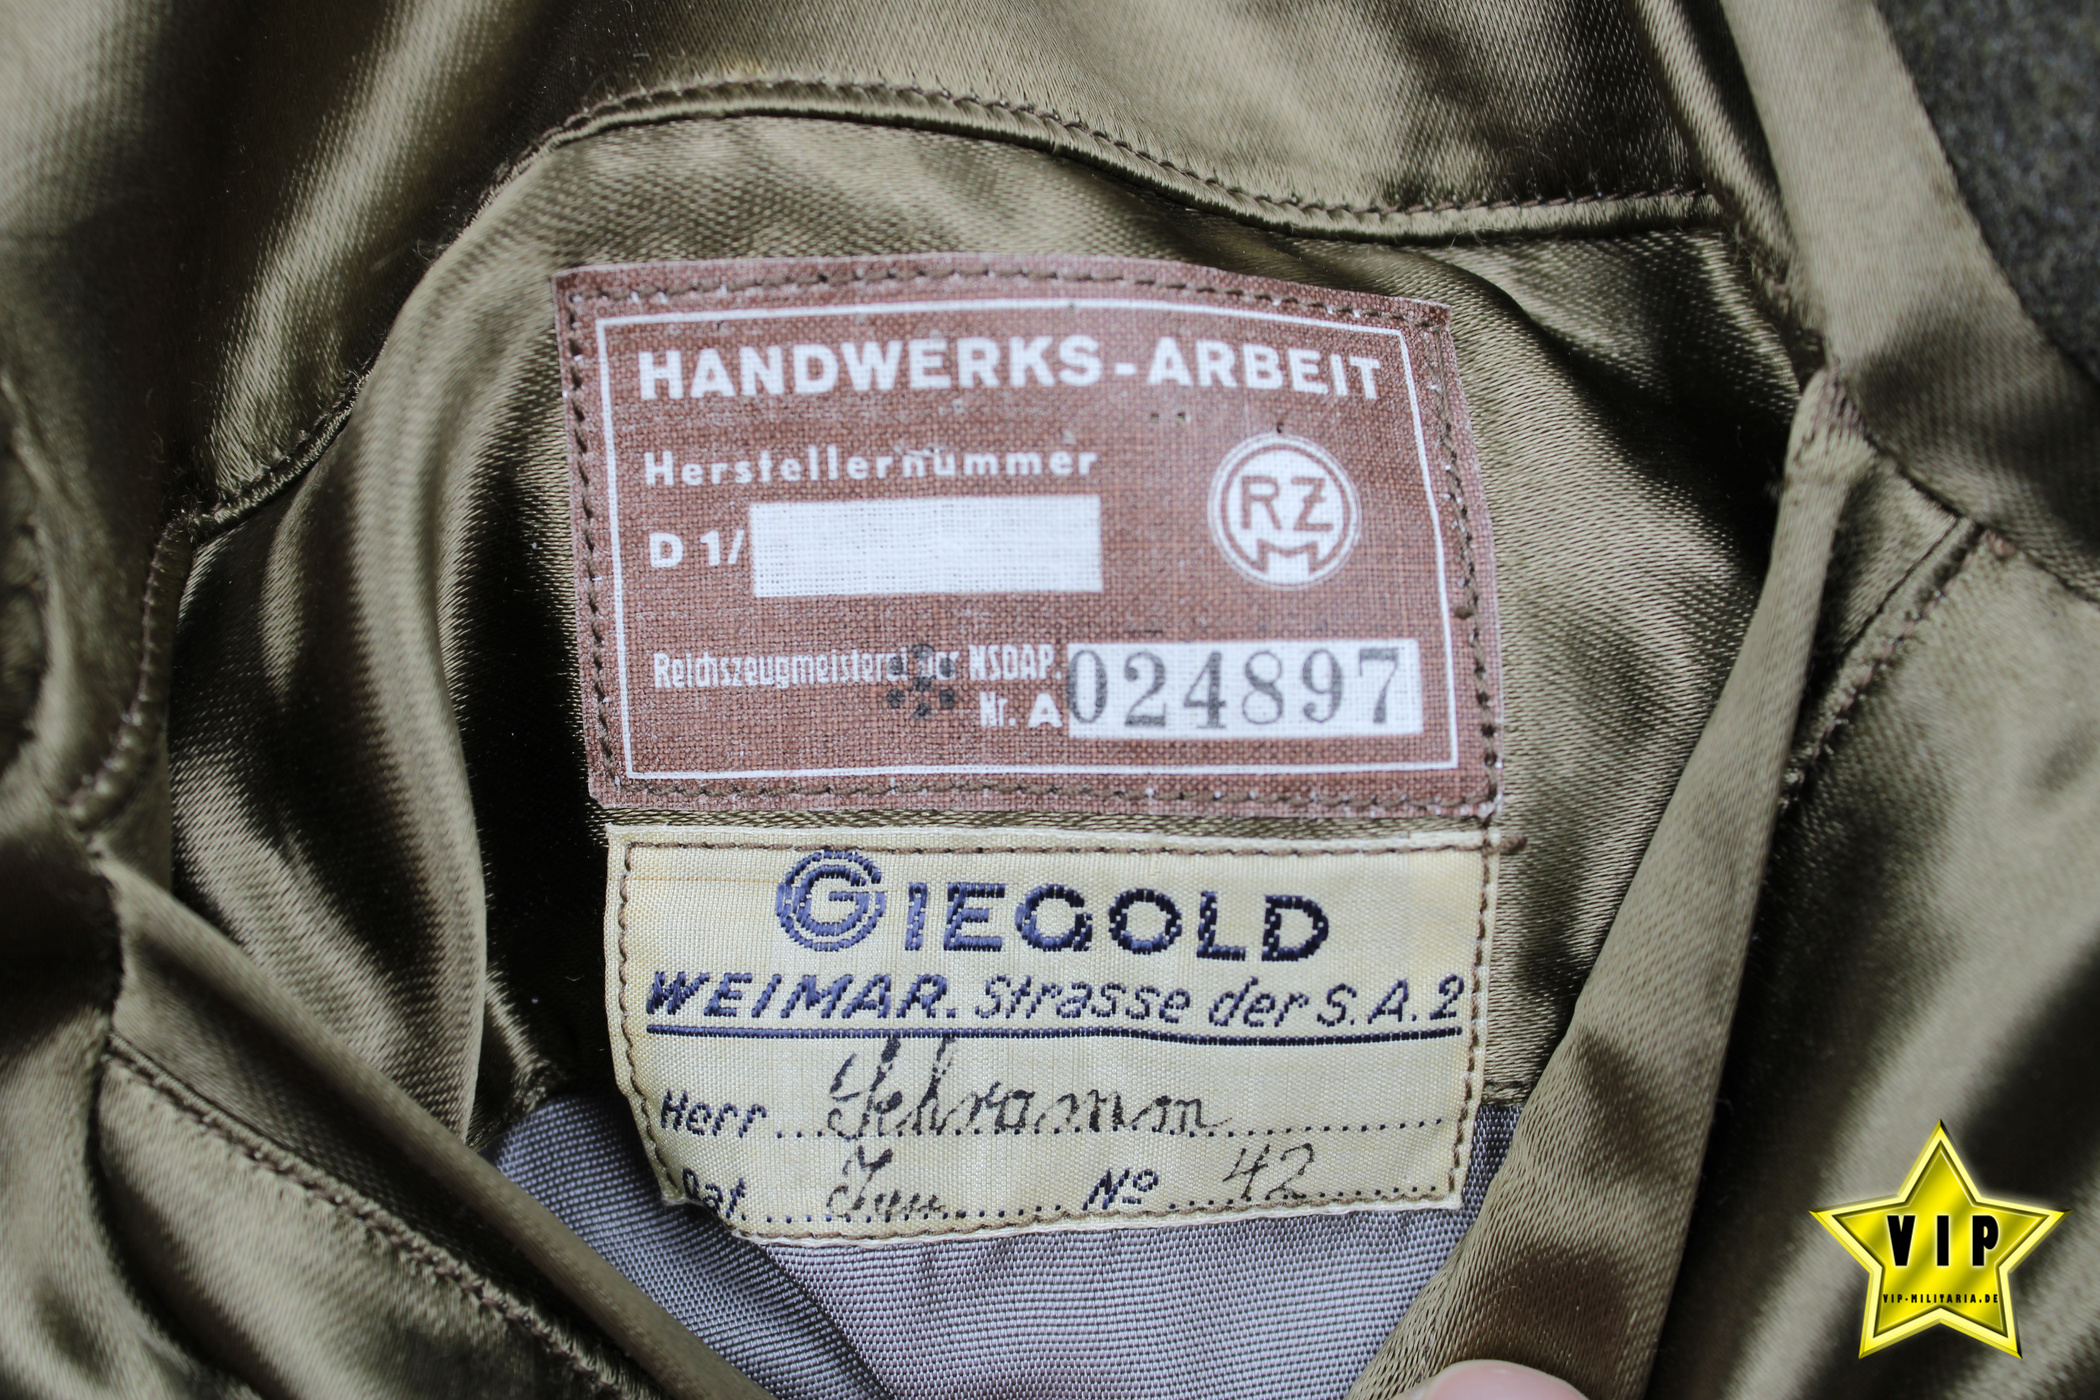 HANDWERKS-ARBEIT
Herstellernummer
D 1/
RZM
Reichszeugmeisterei der NSDAP.
Nr. A 024897
GIEGOLD
WEIMAR. Strasse der S.A. 2
Herr Schramm
Dat. Nº 42
VIP
VIP-MILITARIA.DE